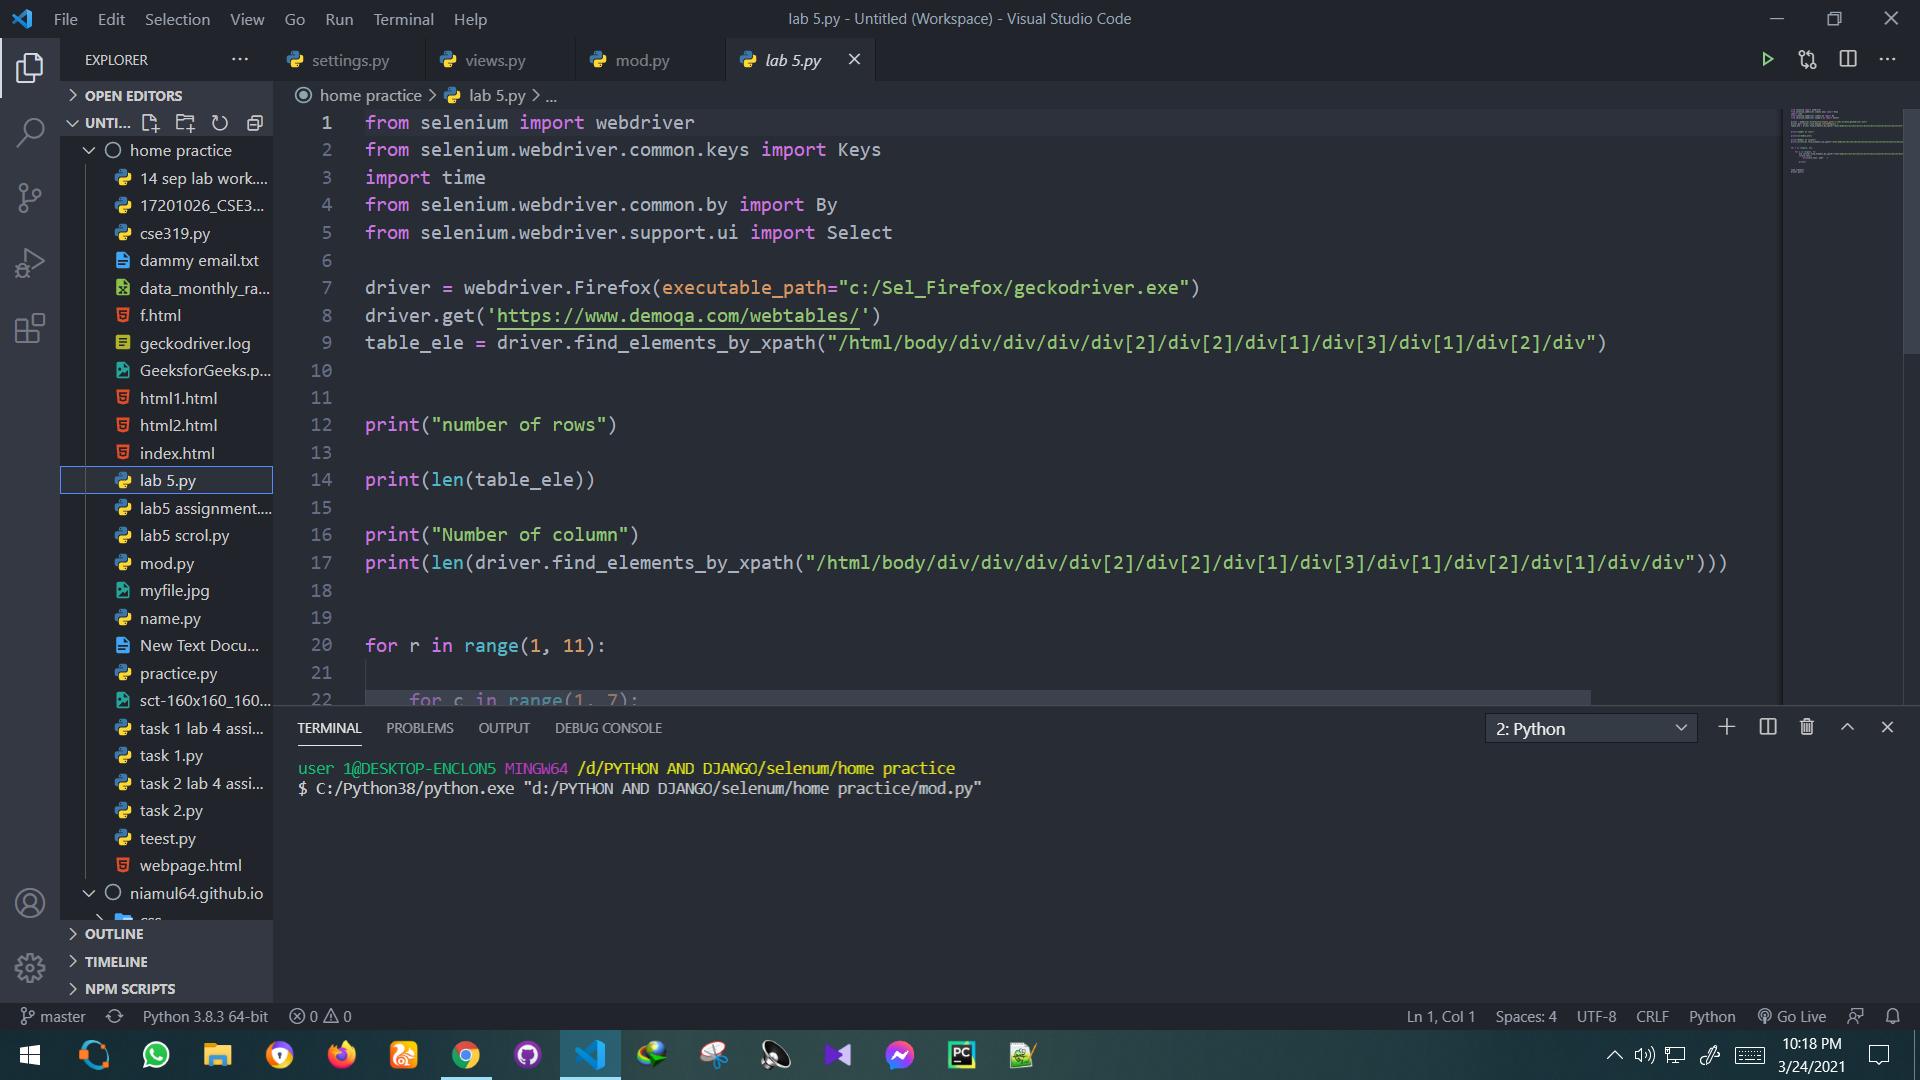 File Edit Selection View Go Run Terminal Help
lab 5.py - Untitled (Workspace) - Visual Studio Code
EXPLORER
settings.py
views.py
mod.py
lab 5.py
OPEN EDITORS
UNTI...
home practice
14 sep lab work....
17201026_CSE3...
cse319.py
dammy email.txt
data_monthly_ra...
f.html
geckodriver.log
GeeksforGeeks.p...
html1.html
html2.html
index.html
lab 5.py
lab5 assignment....
lab5 scrol.py
mod.py
myfile.jpg
name.py
New Text Docu...
practice.py
sct-160x160_160...
task 1 lab 4 assi...
task 1.py
task 2 lab 4 assi...
task 2.py
teest.py
webpage.html
niamul64.github.io
css
OUTLINE
TIMELINE
NPM SCRIPTS
home practice > lab 5.py > ...
1 from selenium import webdriver
2 from selenium.webdriver.common.keys import Keys
3 import time
4 from selenium.webdriver.common.by import By
5 from selenium.webdriver.support.ui import Select
6
7 driver = webdriver.Firefox(executable_path="c:/Sel_Firefox/geckodriver.exe")
8 driver.get('https://www.demoqa.com/webtables/')
9 table_ele = driver.find_elements_by_xpath("/html/body/div/div/div/div[2]/div[2]/div[1]/div[3]/div[1]/div[2]/div")
10
11
12 print("number of rows")
13
14 print(len(table_ele))
15
16 print("Number of column")
17 print(len(driver.find_elements_by_xpath("/html/body/div/div/div/div[2]/div[2]/div[1]/div[3]/div[1]/div[2]/div[1]/div/div")))
18
19
20 for r in range(1, 11):
21
22 for c in range(1, 7):
TERMINAL PROBLEMS OUTPUT DEBUG CONSOLE
2: Python
user 1@DESKTOP-ENCLON5 MINGW64 /d/PYTHON AND DJANGO/selenum/home practice
$ C:/Python38/python.exe "d:/PYTHON AND DJANGO/selenum/home practice/mod.py"
master
Python 3.8.3 64-bit
0 0
Ln 1, Col 1
Spaces: 4
UTF-8
CRLF
Python
Go Live
PC
10:18 PM
3/24/2021